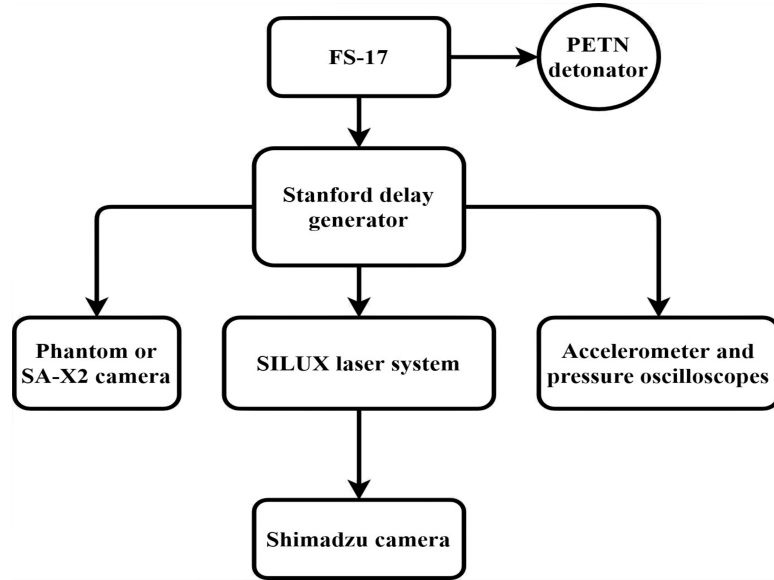 FS-17
PETN
detonator
Stanford delay
generator
Phantom or
SA-X2 camera
SILUX laser system
Accelerometer and
pressure oscilloscopes
Shimadzu camera